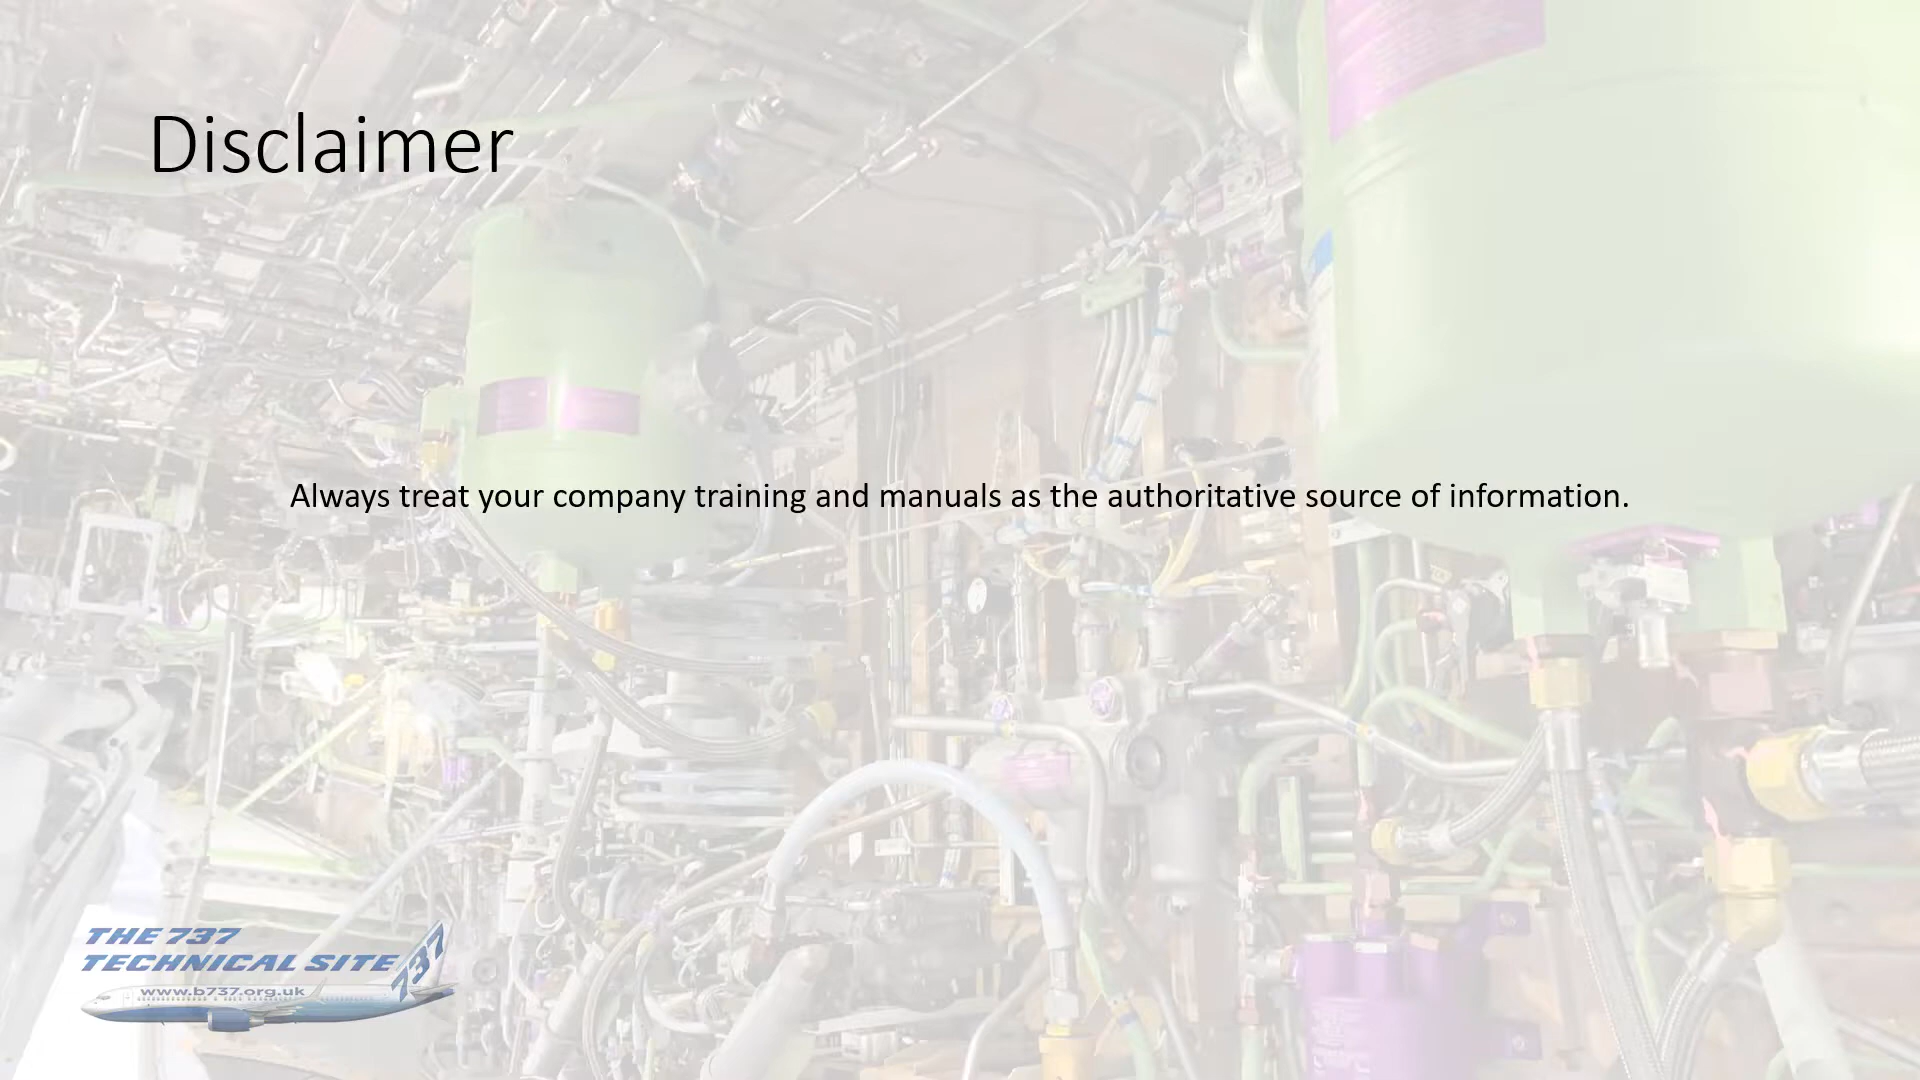 Disclaimer
Always treat your company training and manuals as the authoritative source of information.
THE 737
TECHNICAL SITE
737
www.b737.org.uk